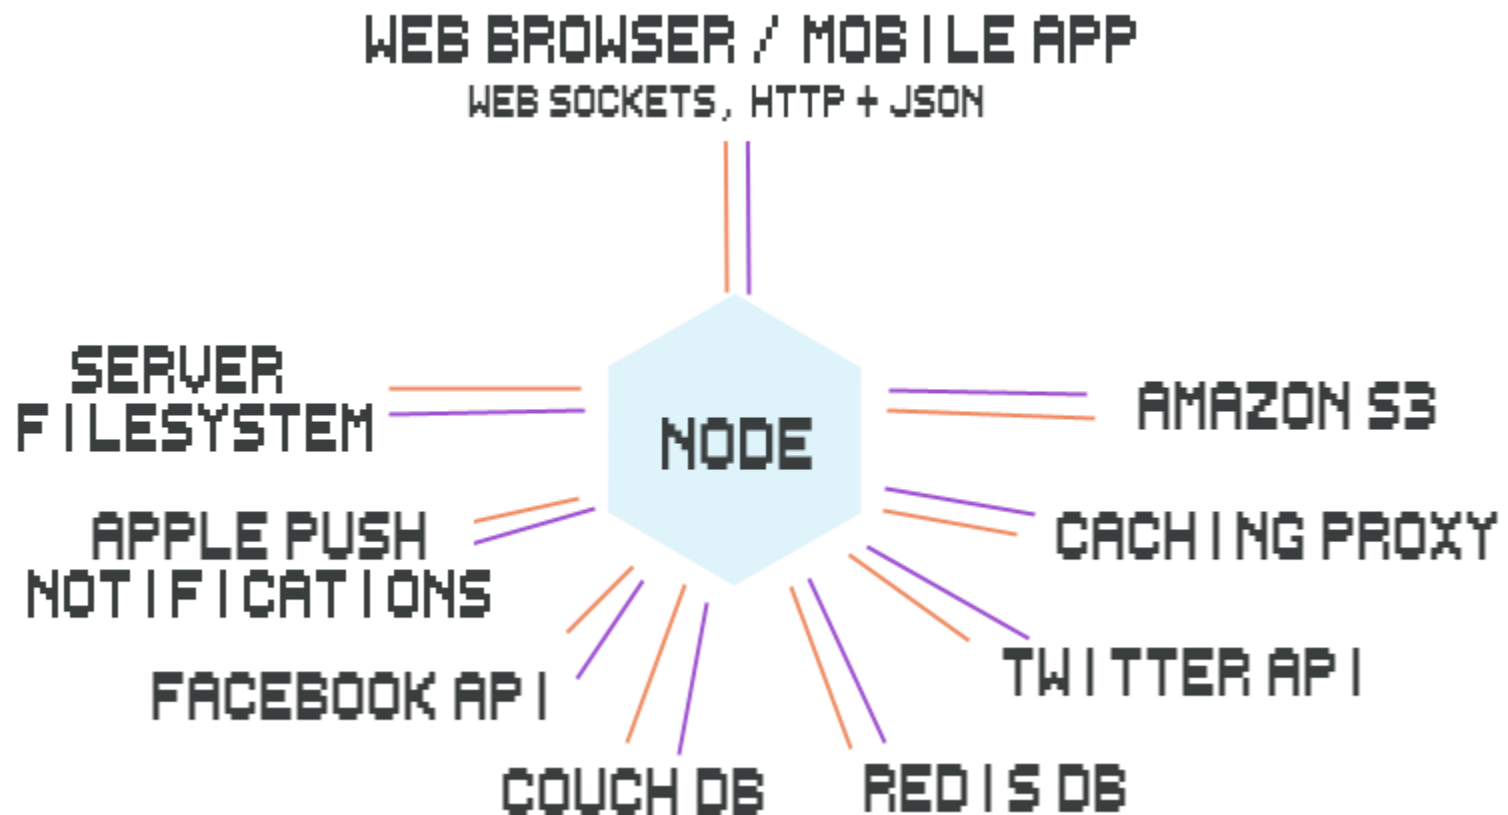 WEB BROWSER / MOBILE APP
WEB SOCKETS, HTTP + JSON
SERVER
FILESYSTEM
NODE
AMAZON S3
APPLE PUSH
NOTIFICATIONS
CACHING PROXY
FACEBOOK API
TWITTER API
COUCH DB
REDIS DB